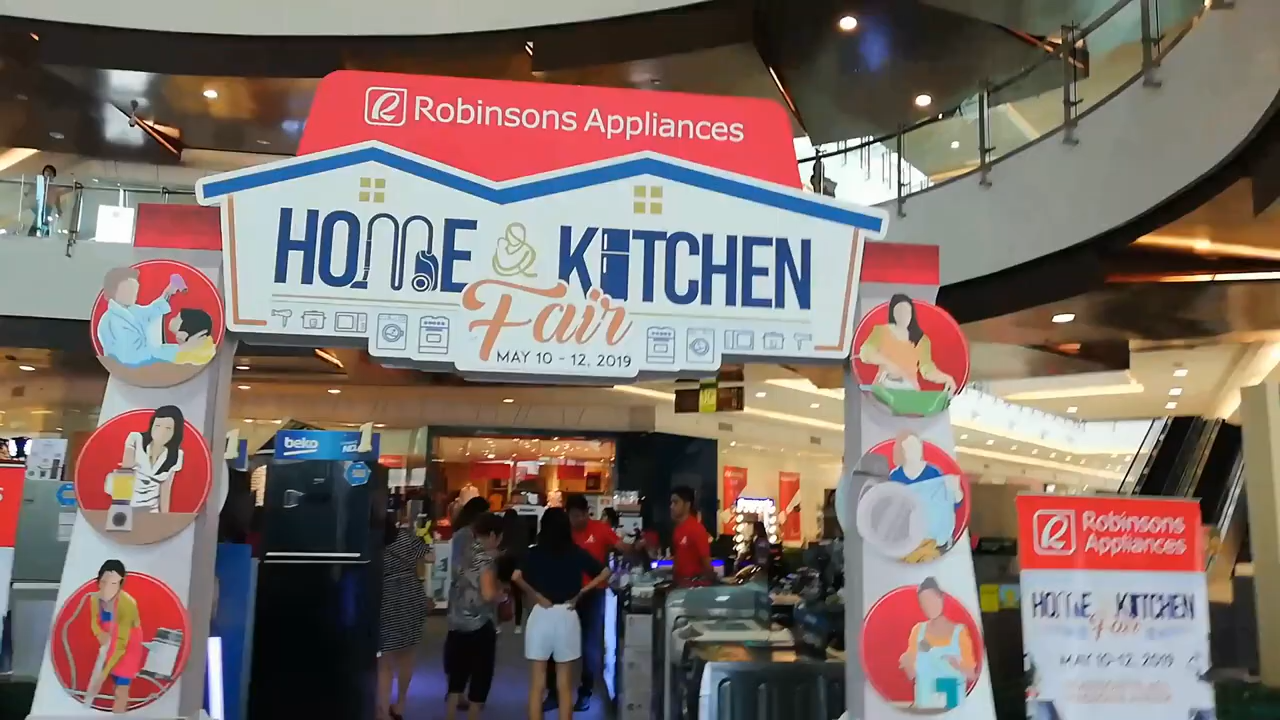 Robinsons Appliances
HOME & KITCHEN
Fair
MAY 10 - 12, 2019
beko
Robinsons
Appliances
HOME KITCHEN
Fair
MAY 10-12, 2019